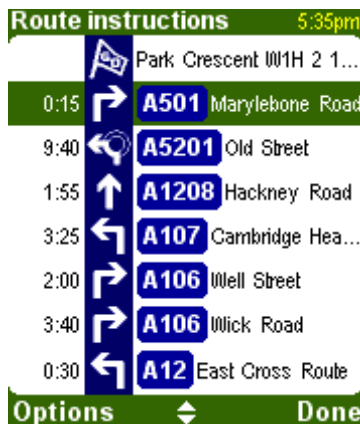 Route instructions 5:35pm
Park Crescent W1H 2 1...
0:15 A501 Marylebone Road
9:40 A5201 Old Street
1:55 A1208 Hackney Road
3:25 A107 Cambridge Hea...
2:00 A106 Well Street
3:40 A106 Wick Road
0:30 A12 East Cross Route
Options Done